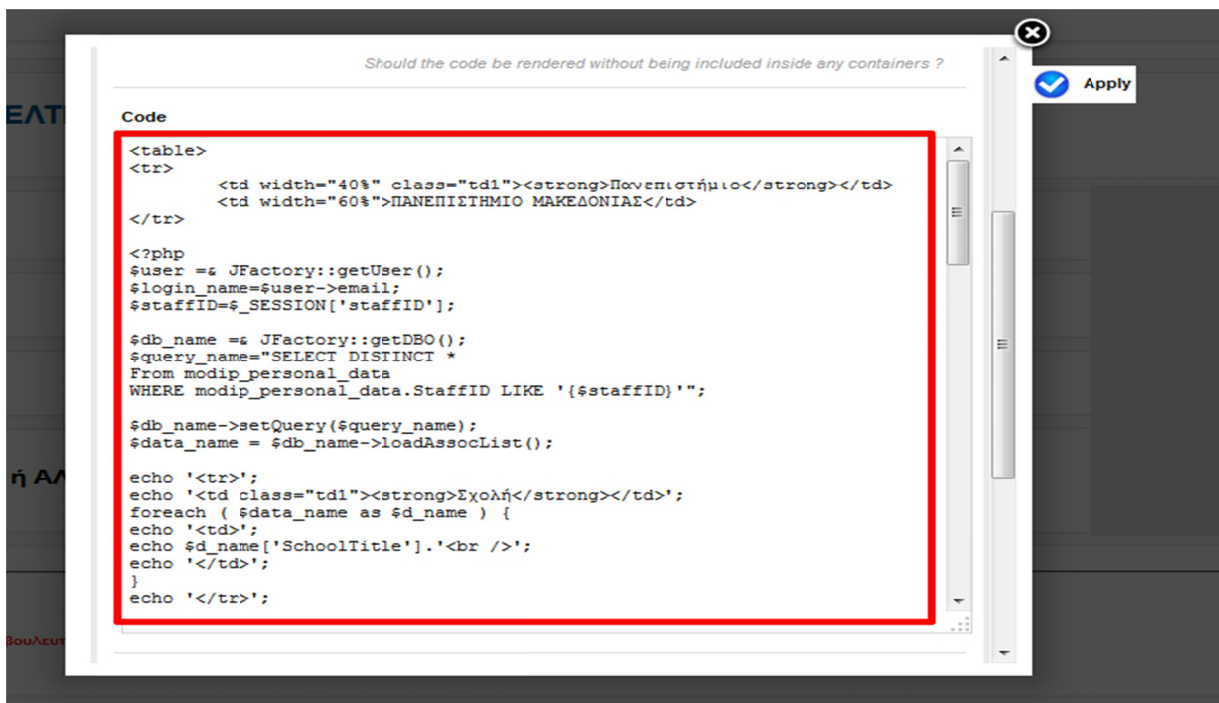 Should the code be rendered without being included inside any containers ?
Apply
Code
<table>
<tr>
<td width="40%" class="td1"><strong>Πανεπιστήμιο</strong></td>
<td width="60%">ΠΑΝΕΠΙΣΤΗΜΙΟ ΜΑΚΕΔΟΝΙΑΣ</td>
</tr>
<?php
$user =& JFactory::getUser();
$login_name=$user->email;
$staffID=$_SESSION['staffID'];
$db_name =& JFactory::getDBO();
$query_name="SELECT DISTINCT *
From modip_personal_data
WHERE modip_personal_data.StaffID LIKE '{$staffID}'";
$db_name->setQuery($query_name);
$data_name = $db_name->loadAssocList();
echo '<tr>';
echo '<td class="td1"><strong>Σχολή</strong></td>';
foreach ( $data_name as $d_name ) {
echo '<td>';
echo $d_name['SchoolTitle'].'<br />';
echo '</td>';
}
echo '</tr>';